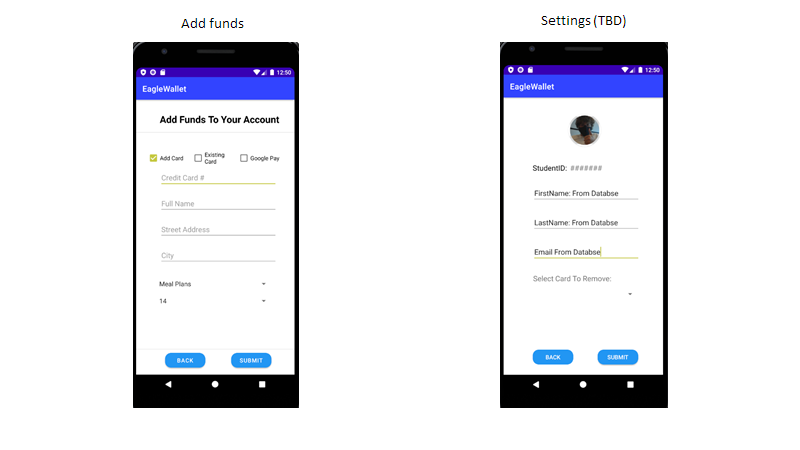 Add funds
12:50
EagleWallet
Add Funds To Your Account
Add Card
Existing
Card
Google Pay
Credit Card #
Full Name
Street Address
City
Meal Plans
14
BACK
SUBMIT
Settings (TBD)
12:50
EagleWallet
StudentID: #######
FirstName: From Databse
LastName: From Databse
Email From Databse
Select Card To Remove:
BACK
SUBMIT